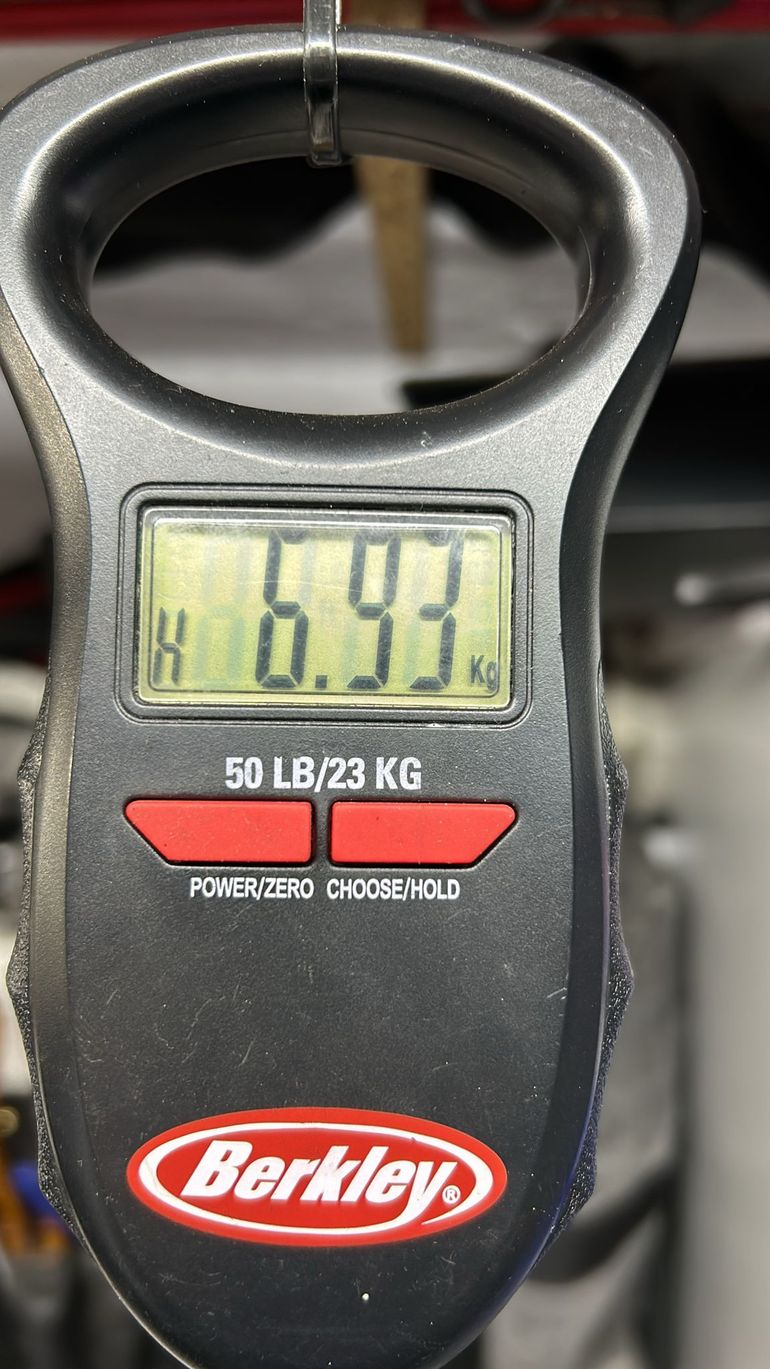 H 6.93 Kg
50 LB/23 KG
POWER/ZERO CHOOSE/HOLD
Berkley®